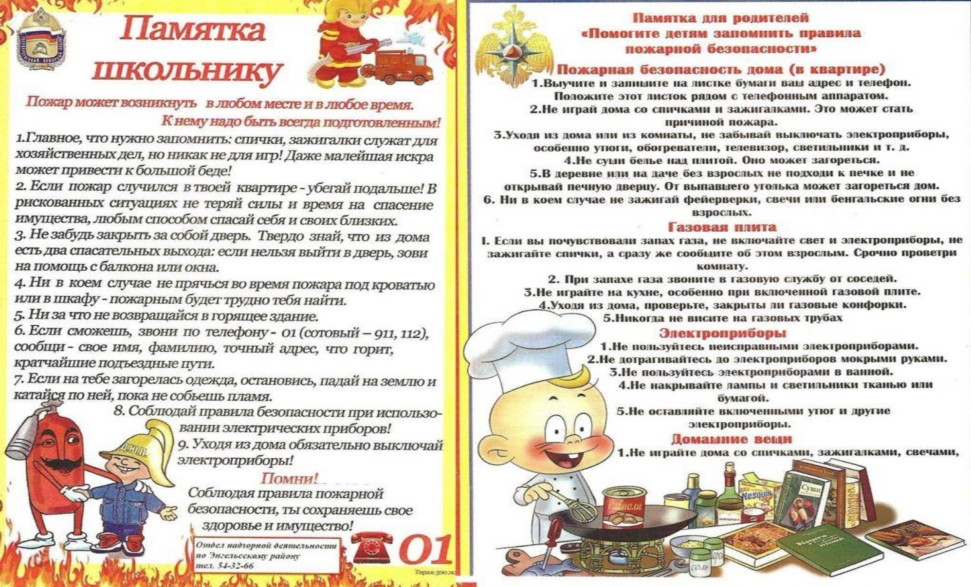 Памятка
школьнику
Пожар может возникнуть в любом месте и в любое время.
К нему надо быть всегда подготовленным!
1.Главное, что нужно запомнить: спички, зажигалки служат для
хозяйственных дел, но никак не для игр! Даже малейшая искра
может привести к большой беде!
2. Если пожар случился в твоей квартире - убегай подальше! В
рискованных ситуациях не теряй силы и время на спасение
имущества, любым способом спасай себя и своих близких.
3. Не забудь закрыть за собой дверь. Твердо знай, что из дома
есть два спасательных выхода: если нельзя выйти в дверь, зови
на помощь с балкона или окна.
4. Ни в коем случае не прячься во время пожара под кроватью
или в шкафу - пожарным будет трудно тебя найти.
5. Ни за что не возвращайся в горящее здание.
6. Если сможешь, звони по телефону - 01 (сотовый – 911, 112),
сообщи - свое имя, фамилию, точный адрес, что горит,
кратчайшие подъездные пути.
7. Если на тебе загорелась одежда, остановись, падай на землю и
катайся по ней, пока не собьешь пламя.
8. Соблюдай правила безопасности при использо-
вании электрических приборов!
9. Уходя из дома обязательно выключай
электроприборы!
Помни!
Соблюдая правила пожарной
безопасности, ты сохраняешь свое
здоровье и имущество!
Отдел надзорной деятельности
по Энгельсскому району
тел. 54-32-66
01
Памятка для родителей
«Помогите детям запомнить правила
пожарной безопасности»
Пожарная безопасность дома (в квартире)
1.Выучите и запишите на листке бумаги ваш адрес и телефон.
Положите этот листок рядом с телефонным аппаратом.
2.Не играй дома со спичками и зажигалками. Это может стать
причиной пожара.
3.Уходя из дома или из комнаты, не забывай выключать электроприборы,
особенно утюги, обогреватели, телевизор, светильники и т. д.
4.Не суши белье над плитой. Оно может загореться.
5.В деревне или на даче без взрослых не подходи к печке и не
открывай печную дверцу. От выпавшего уголька может загореться дом.
6. Ни в коем случае не зажигай фейерверки, свечи или бенгальские огни без
взрослых.
Газовая плита
1. Если вы почувствовали запах газа, не включайте свет и электроприборы, не
зажигайте спички, а сразу же сообщите об этом взрослым. Срочно проветри
комнату.
2. При запахе газа звоните в газовую службу от соседей.
3.Не играйте на кухне, особенно при включенной газовой плите.
4.Уходя из дома, проверьте, закрыты ли газовые конфорки.
5.Никогда не висите на газовых трубах
Электроприборы
1.Не пользуйтесь неисправными электроприборами.
2.Не дотрагивайтесь до электроприборов мокрыми руками.
3.Не пользуйтесь электроприборами в ванной.
4.Не накрывайте лампы и светильники тканью или
бумагой.
5.Не оставляйте включенными утюг и другие
электроприборы.
Домашние вещи
1.Не играйте дома со спичками, зажигалками, свечами,
Nesquik
Суши
соль